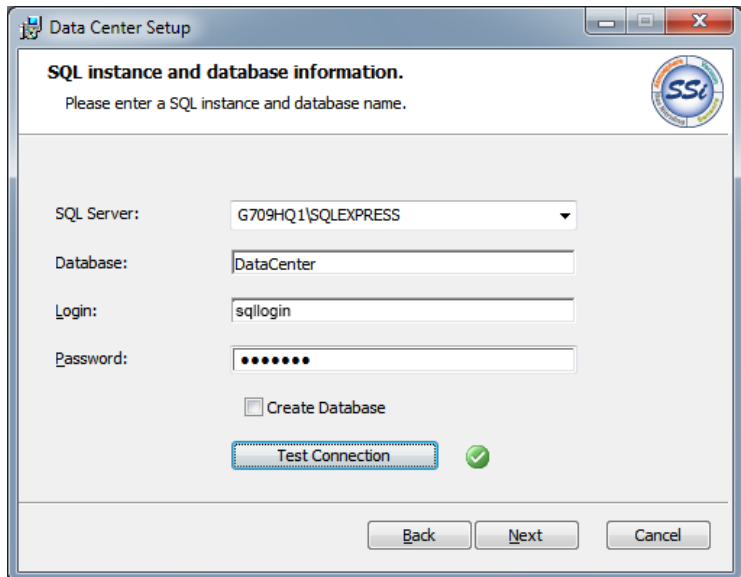 Data Center Setup
SQL instance and database information.
Please enter a SQL instance and database name.
SSi
SQL Server: G709HQ1\SQLEXPRESS
Database: DataCenter
Login: sqllogin
Password: •••••••
Create Database
Test Connection
Back Next Cancel